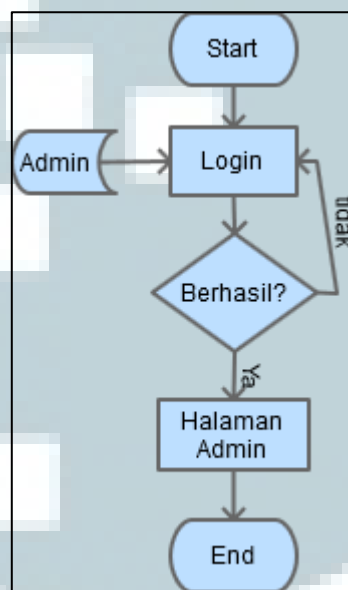 Start
Admin
Login
tidak
Berhasil?
Ya
Halaman
Admin
End